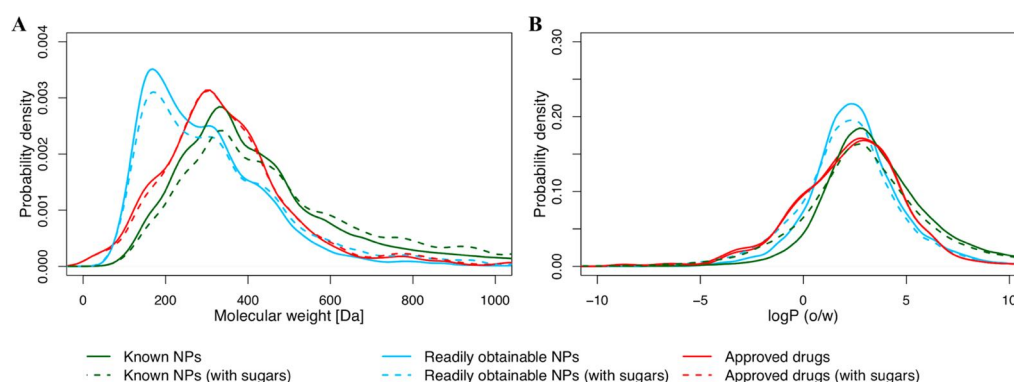 A
B
0.004
0.003
0.002
0.001
0.000
Probability density
0 200 400 600 800 1000
Molecular weight [Da]
0.30
0.20
0.10
0.00
Probability density
−10 −5 0 5 10
logP (o/w)
Known NPs
Readily obtainable NPs
Approved drugs
Known NPs (with sugars)
Readily obtainable NPs (with sugars)
Approved drugs (with sugars)